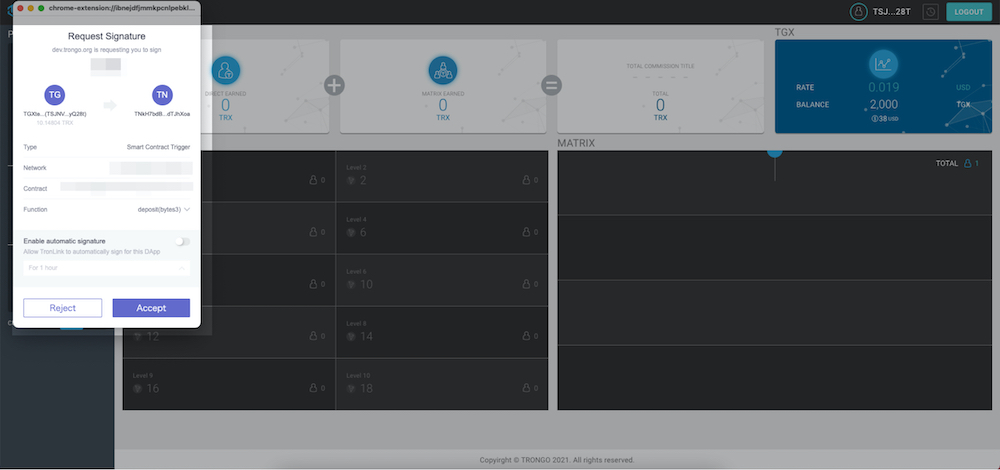 chrome-extension://ibnejdfjmmkpcnlpebkl...
Request Signature
dev.trongo.org is requesting you to sign
TG
TN
TGXIe...(TSJNV...yQ28t)
TNkH7bdB...dTJhXoa
10.14804 TRX
Type
Smart Contract Trigger
Network
Contract
Function
deposit(bytes3)
Enable automatic signature
Allow TronLink to automatically sign for this DApp
For 1 hour
Reject
Accept
TSJ...28T
LOGOUT
DIRECT EARNED
0
TRX
MATRIX EARNED
0
TRX
TOTAL COMMISSION TITLE
TOTAL
0
TRX
TGX
RATE
0.019
USD
BALANCE
2,000
TGX
38 USD
0
Level 2
2
0
0
Level 4
6
0
0
Level 6
10
0
12
0
Level 8
14
0
Level 9
16
0
Level 10
18
0
MATRIX
TOTAL
1
Copyright © TRONGO 2021. All rights reserved.